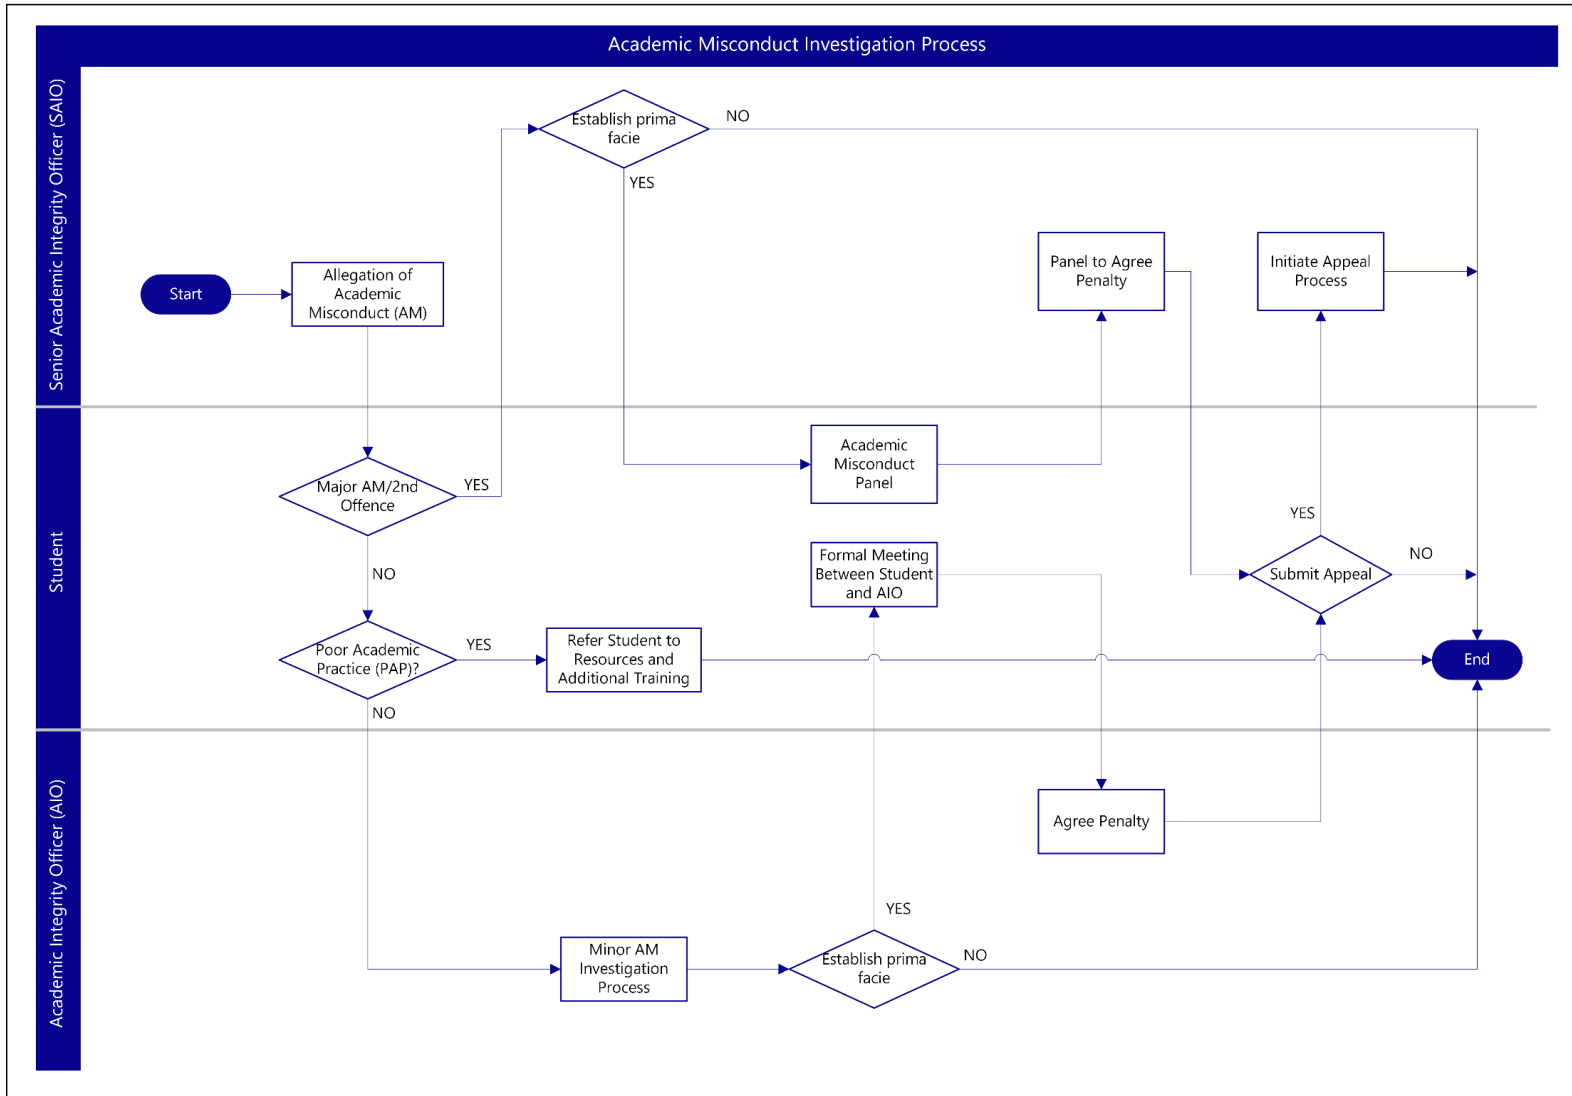 Academic Misconduct Investigation Process
Senior Academic Integrity Officer (SAIO)
Establish prima
facie
NO
YES
Start
Allegation of
Academic
Misconduct (AM)
Panel to Agree
Penalty
Initiate Appeal
Process
Student
Major AM/2nd
Offence
YES
NO
Academic
Misconduct
Panel
Formal Meeting
Between Student
and AIO
YES
Submit Appeal
NO
Poor Academic
Practice (PAP)?
YES
NO
Refer Student to
Resources and
Additional Training
End
Academic Integrity Officer (AIO)
Agree Penalty
Minor AM
Investigation
Process
YES
Establish prima
facie
NO